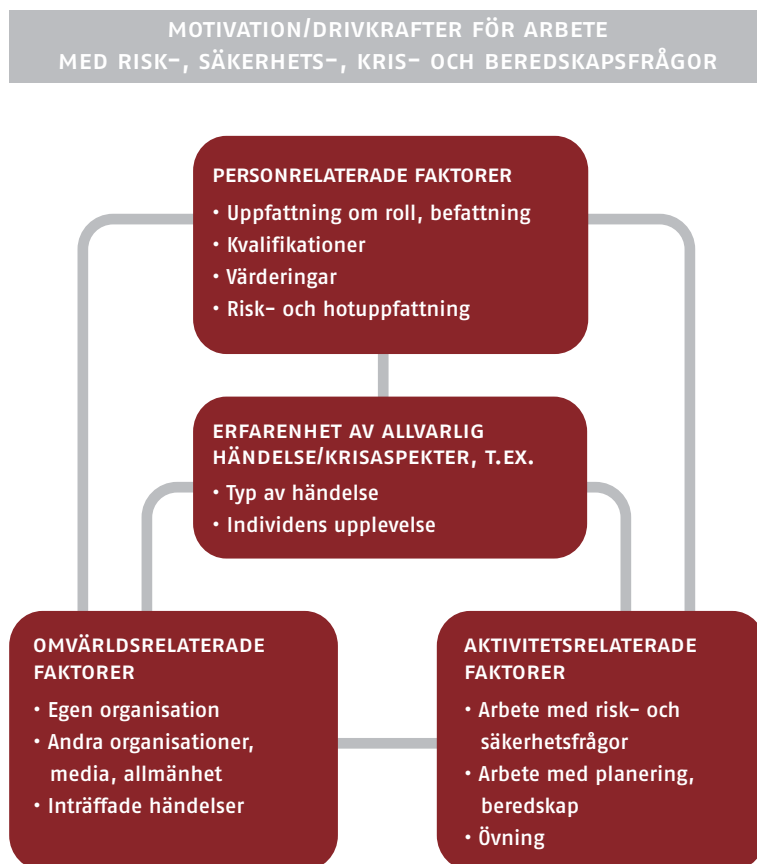 MOTIVATION/DRIVKRAFTER FÖR ARBETE
MED RISK-, SÄKERHETS-, KRIS- OCH BEREDSKAPSFRÅGOR
PERSONRELATERADE FAKTORER
• Uppfattning om roll, befattning
• Kvalifikationer
• Värderingar
• Risk- och hotuppfattning
ERFARENHET AV ALLVARLIG
HÄNDELSE/KRISASPEKTER, T.EX.
• Typ av händelse
• Individens upplevelse
OMVÄRLDSRELATERADE
FAKTORER
• Egen organisation
• Andra organisationer,
media, allmänhet
• Inträffade händelser
AKTIVITETSRELATERADE
FAKTORER
• Arbete med risk- och
säkerhetsfrågor
• Arbete med planering,
beredskap
• Övning